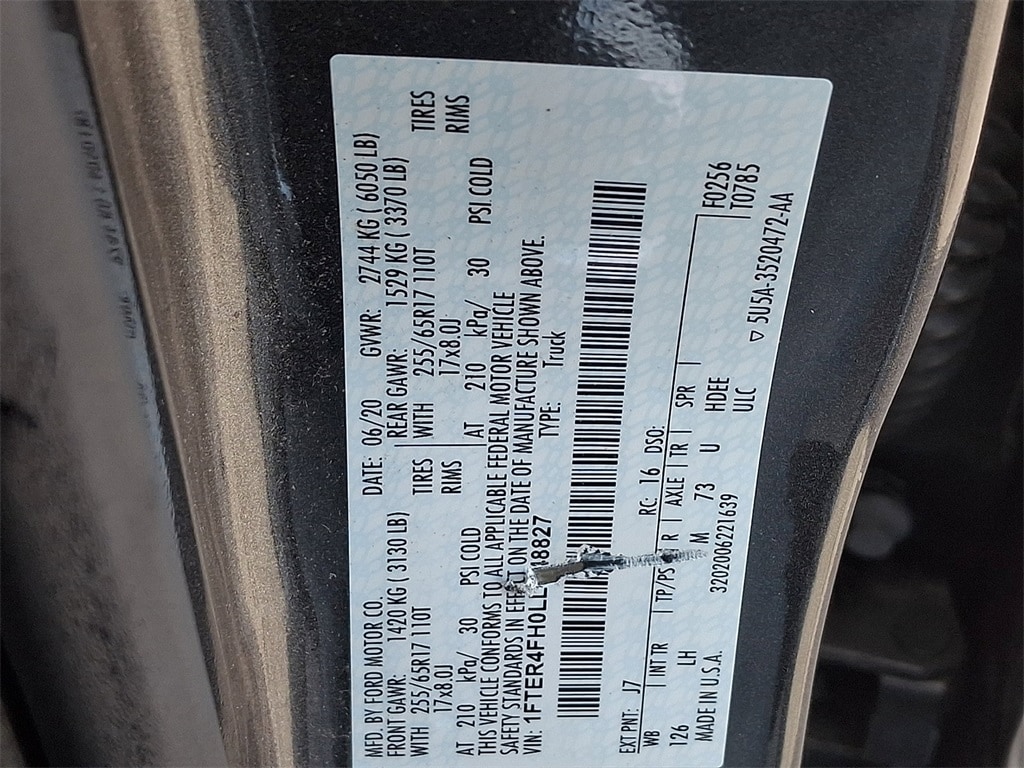 MFD. BY FORD MOTOR CO.
DATE: 06/20 GVWR: 2744 KG ( 6050 LB)
FRONT GAWR: 1420 KG ( 3130 LB) REAR GAWR: 1529 KG ( 3370 LB)
WITH 255/65R17 110T TIRES WITH 255/65R17 110T TIRES
17x8.0J RIMS 17x8.0J RIMS
AT 210 kPa/ 30 PSI COLD AT 210 kPa/ 30 PSI.COLD
THIS VEHICLE CONFORMS TO ALL APPLICABLE FEDERAL MOTOR VEHICLE
SAFETY STANDARDS IN ON THE DATE OF MANUFACTURE SHOWN ABOVE.
VIN: 1FTER4FH0LL 8827 TYPE: Truck
EXT PNT: J7 RC: 16 DSO: F0256
WB INT TR TP/PS R AXLE TR SPR T0785
126 LH M 73 U HDEE
ULC
MADE IN U.S.A. 3202006221639
5U5A-3520472-AA